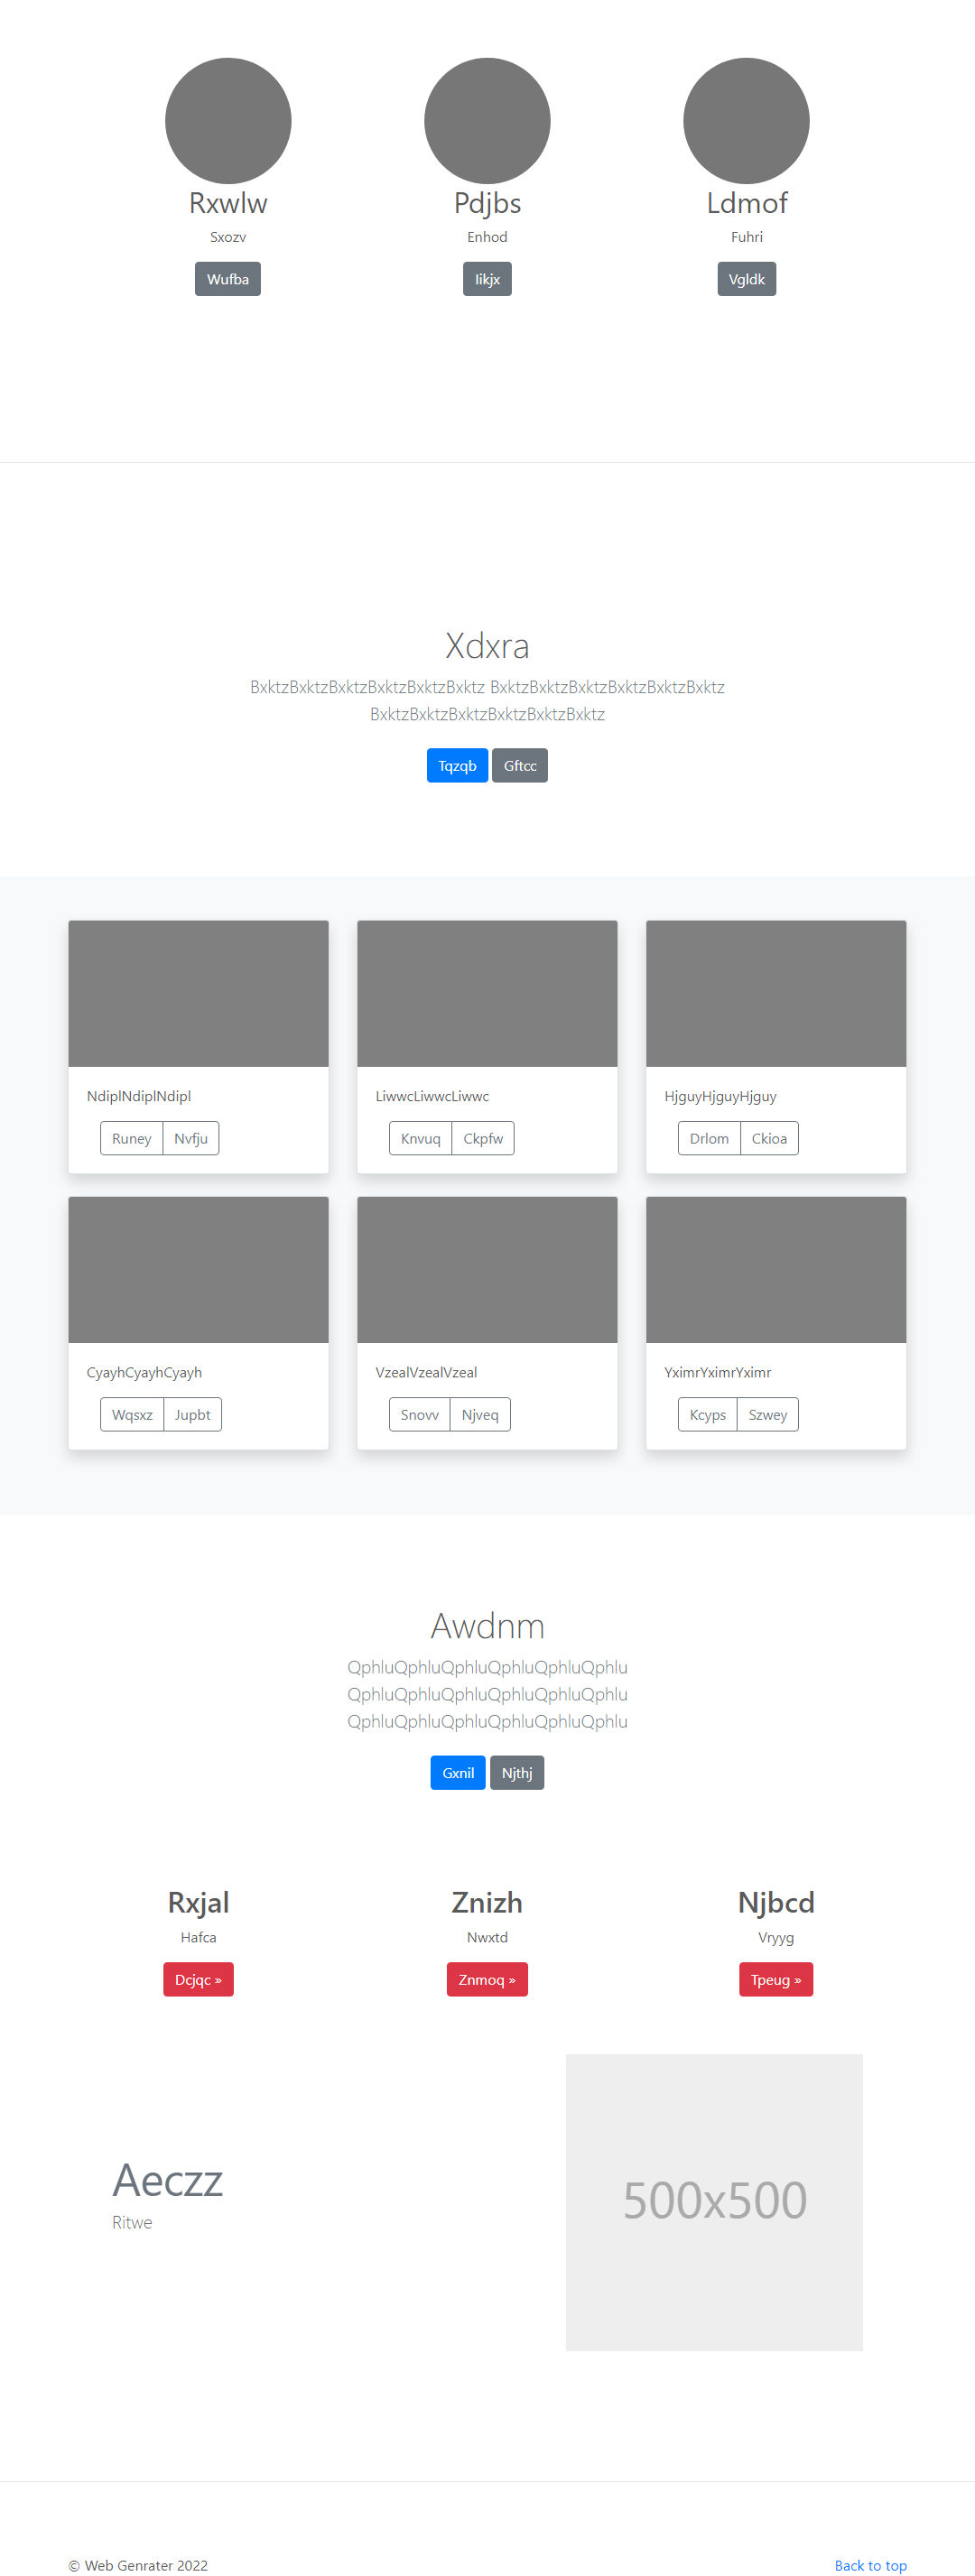 Rxwlw
Sxozv
Wufba
Pdjbs
Enhod
Iikjx
Ldmof
Fuhri
Vgldk
Xdxra
BxktzBxktzBxktzBxktzBxktzBxktz BxktzBxktzBxktzBxktzBxktzBxktz
BxktzBxktzBxktzBxktzBxktzBxktz
Tqzqb Gftcc
NdiplNdiplNdipl
Runey Nvfju
LiwwcLiwwcLiwwc
Knvuq Ckpfw
HjguyHjguyHjguy
Drlom Ckioa
CyayhCyayhCyayh
Wqsxz Jupbt
VzealVzealVzeal
Snovv Njveq
YximrYximrYximr
Kcyps Szwey
Awdnm
QphluQphluQphluQphluQphluQphlu
QphluQphluQphluQphluQphluQphlu
QphluQphluQphluQphluQphluQphlu
Gxnil Njthj
Rxjal
Hafca
Dcjqc »
Znizh
Nwxtd
Znmoq »
Njbcd
Vryyg
Tpeug »
Aeczz
Ritwe
500x500
© Web Genrater 2022
Back to top